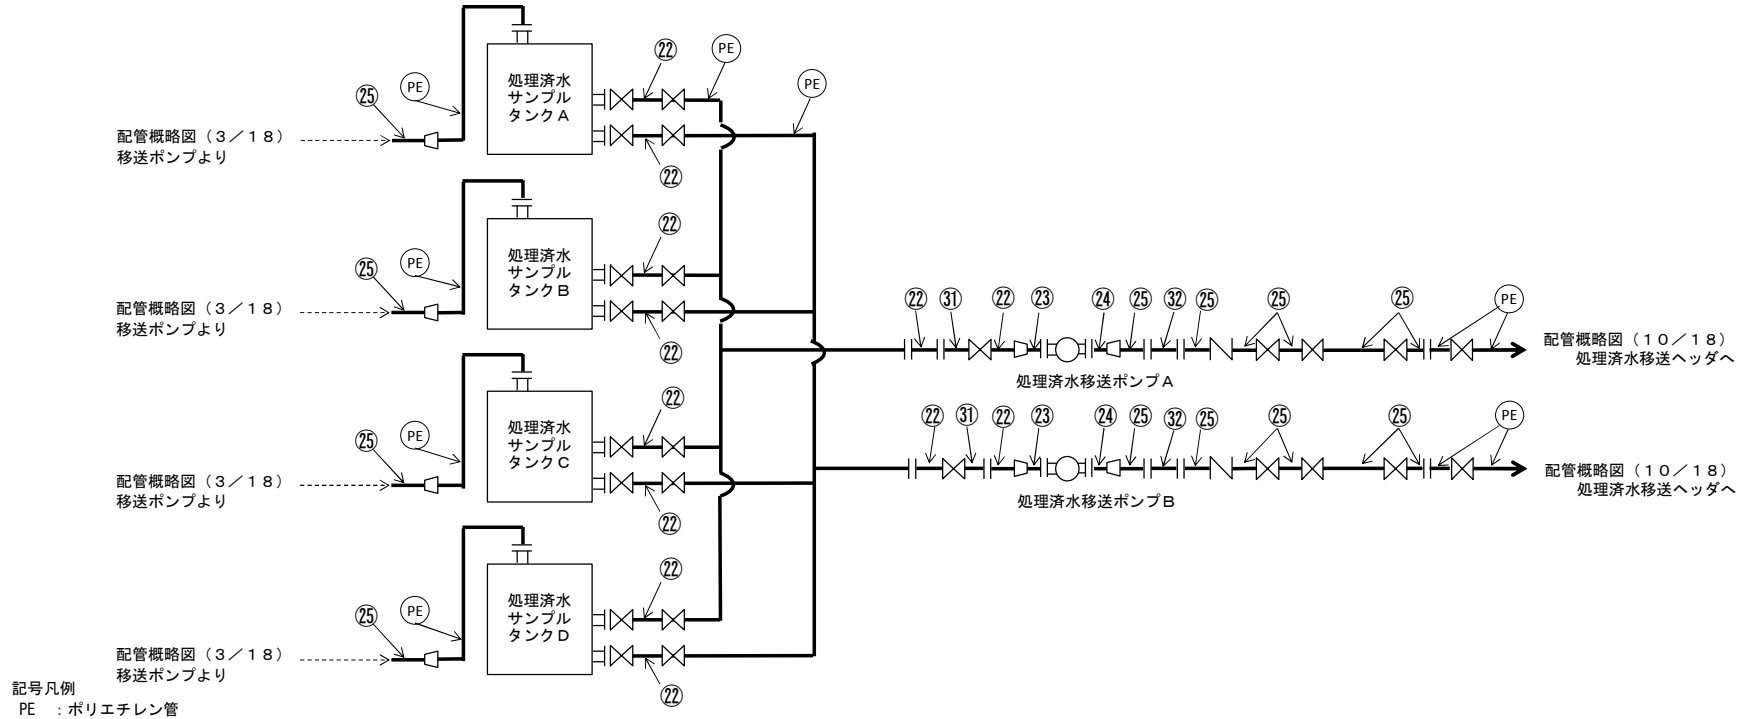 ㉒
PE
PE
処理済水
サンプル
タンクA
㉕
PE
配管概略図（3／18）
移送ポンプより
㉒
㉒
処理済水
サンプル
タンクB
㉕
PE
配管概略図（3／18）
移送ポンプより
㉒
㉒
㉛
㉒
㉓
㉔
㉕
㉜
㉕
㉕
㉕
PE
配管概略図（10／18）
処理済水移送ヘッダへ
処理済水移送ポンプA
㉒
処理済水
サンプル
タンクC
㉕
PE
配管概略図（3／18）
移送ポンプより
㉒
㉒
㉛
㉒
㉓
㉔
㉕
㉜
㉕
㉕
㉕
PE
配管概略図（10／18）
処理済水移送ヘッダへ
処理済水移送ポンプB
㉒
処理済水
サンプル
タンクD
㉕
PE
配管概略図（3／18）
移送ポンプより
㉒
記号凡例
PE ：ポリエチレン管